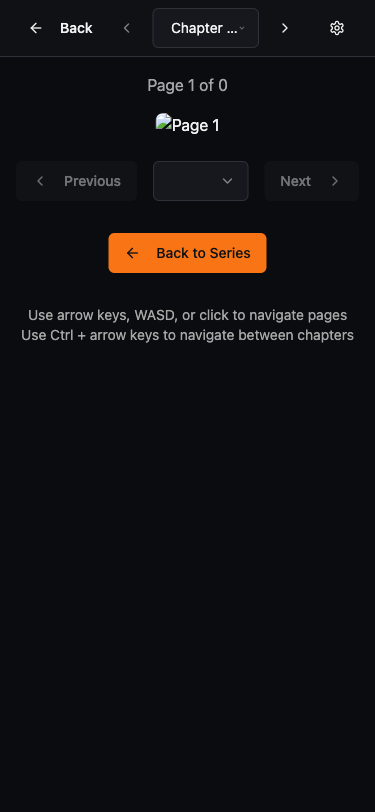 Back
Chapter ...
Page 1 of 0
Page 1
Previous
Next
Back to Series
Use arrow keys, WASD, or click to navigate pages
Use Ctrl + arrow keys to navigate between chapters